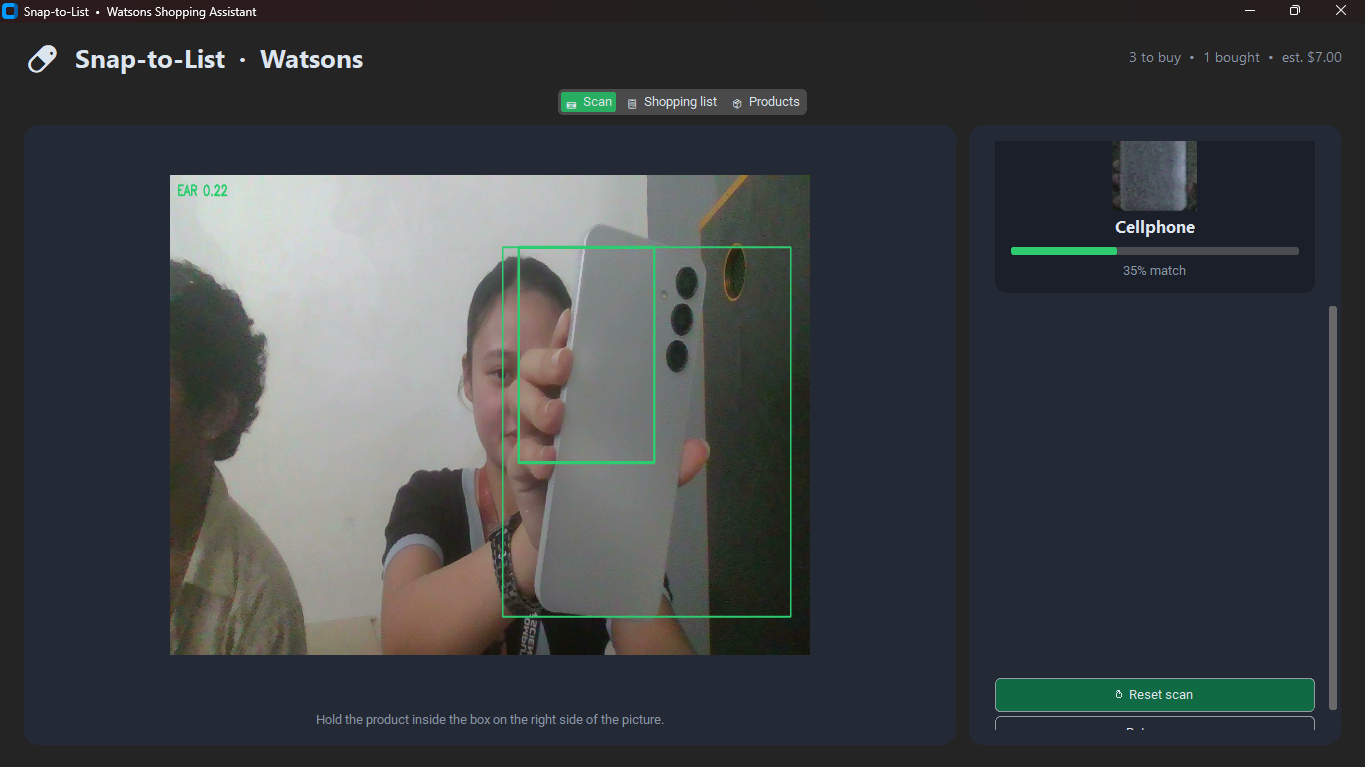 Snap-to-List • Watsons Shopping Assistant
Snap-to-List · Watsons
3 to buy • 1 bought • est. $7.00
Scan
Shopping list
Products
EAR 0.22
Cellphone
35% match
Hold the product inside the box on the right side of the picture.
Reset scan